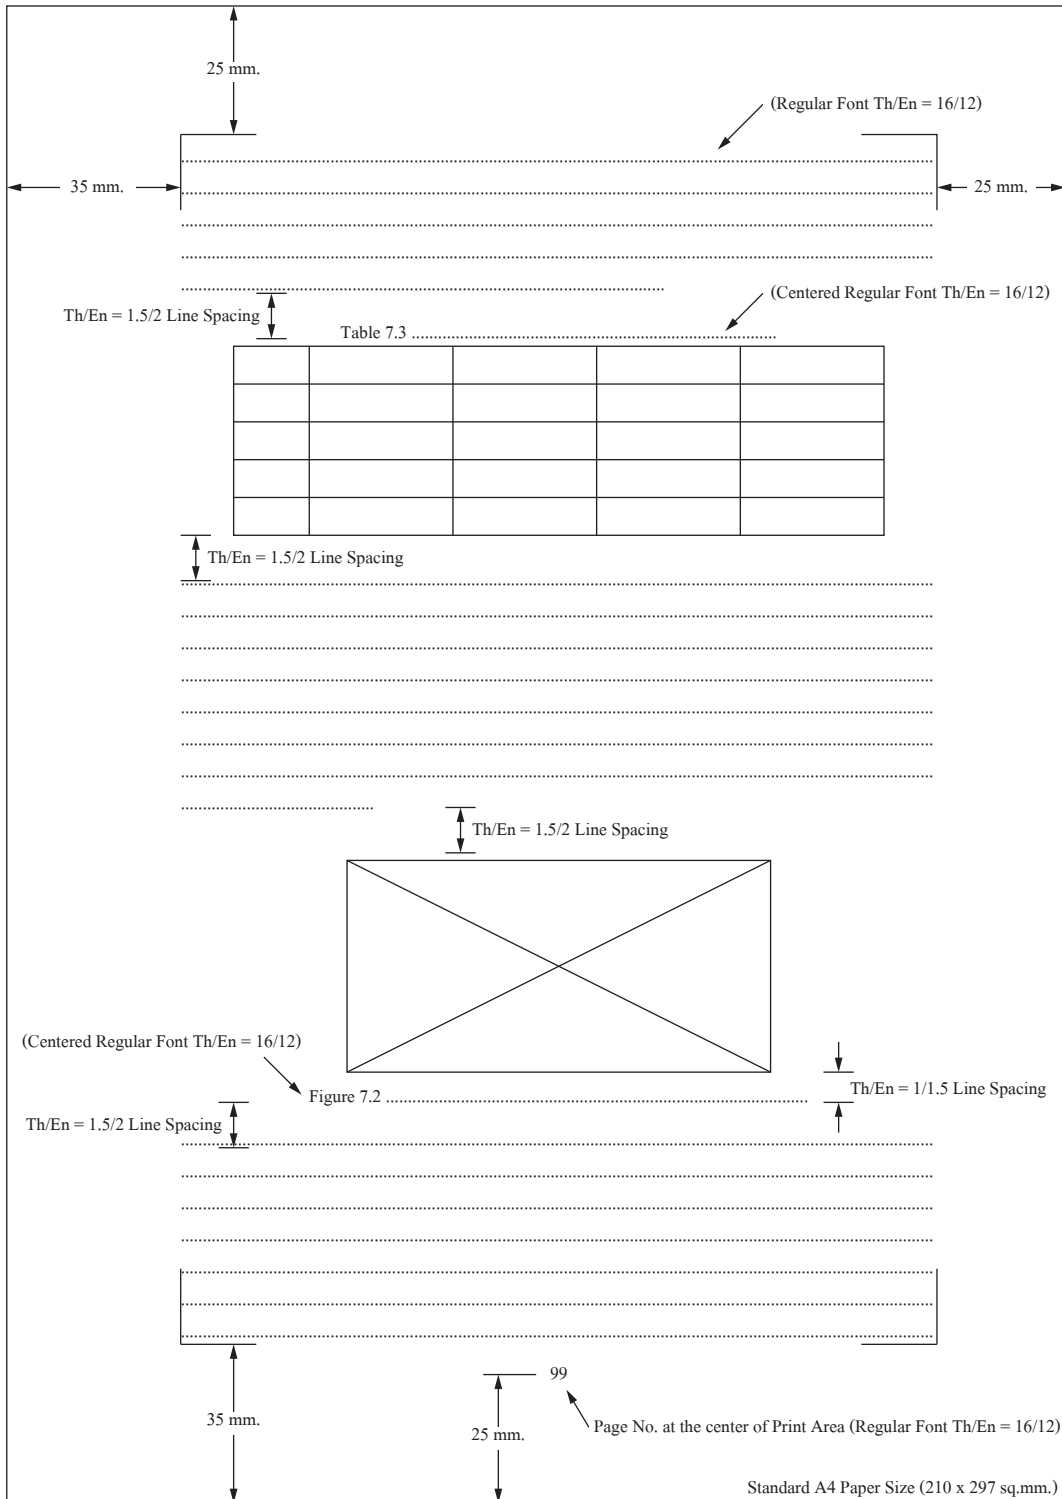 25 mm.
(Regular Font Th/En = 16/12)
35 mm.
25 mm.
(Centered Regular Font Th/En = 16/12)
Th/En = 1.5/2 Line Spacing
Table 7.3
Th/En = 1.5/2 Line Spacing
Th/En = 1.5/2 Line Spacing
(Centered Regular Font Th/En = 16/12)
Th/En = 1/1.5 Line Spacing
Figure 7.2
Th/En = 1.5/2 Line Spacing
99
35 mm.
Page No. at the center of Print Area (Regular Font Th/En = 16/12)
25 mm.
Standard A4 Paper Size (210 x 297 sq.mm.)